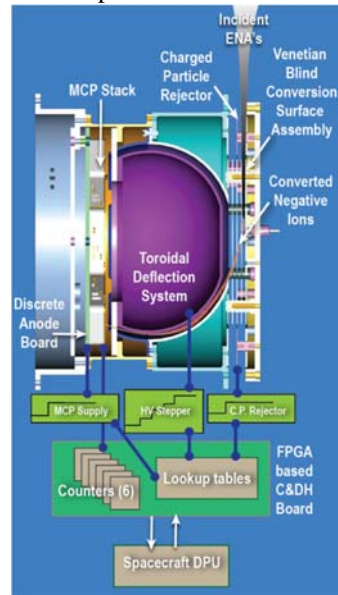 Incident
ENA's
Charged
Particle
Rejector
Venetian
Blind
Conversion
Surface
Assembly
MCP Stack
Converted
Negative
Ions
Toroidal
Deflection
System
Discrete
Anode
Board
MCP Supply
HV Stepper
C.P. Rejector
FPGA
based
C&DH
Board
Counters (6)
Lookup tables
Spacecraft DPU